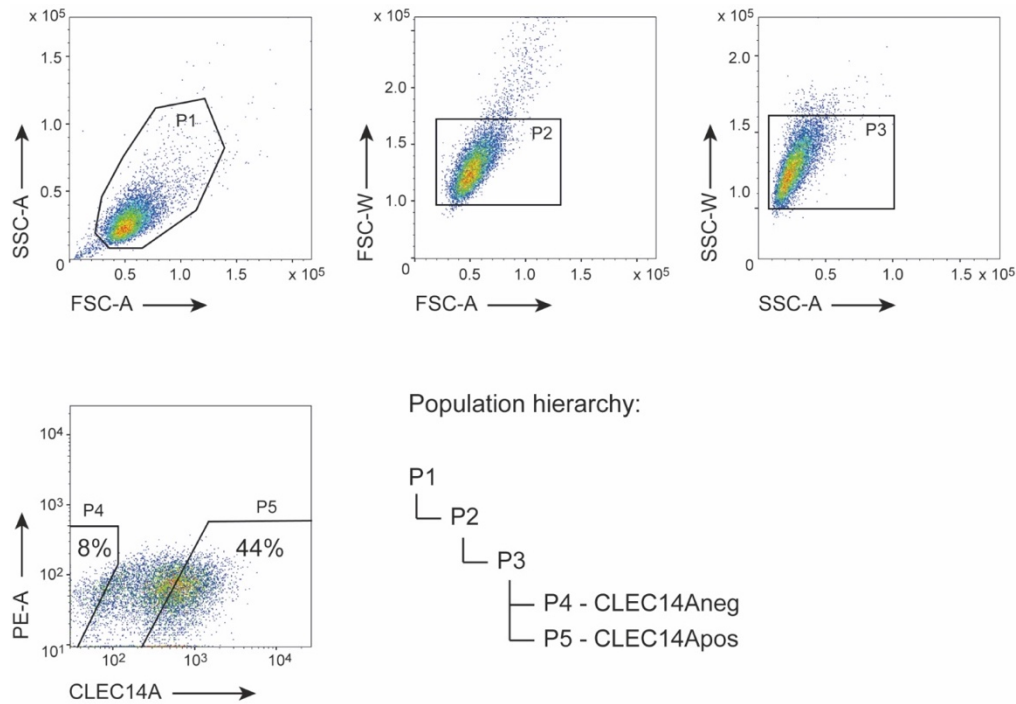 x 10⁵
1.5
1.0
0.5
0
0.5 1.0 1.5 x 10⁵
P1
SSC-A
FSC-A
x 10⁵
2.0
1.5
1.0
0
0.5 1.0 1.5 x 10⁵
P2
FSC-W
FSC-A
x 10⁵
2.0
1.5
1.0
0
0.5 1.5 x 10⁵
P3
SSC-W
SSC-A
10⁴
10³
10²
10¹
10² 10³ 10⁴
P4
8%
P5
44%
PE-A
CLEC14A
Population hierarchy:
P1
P2
P3
P4 - CLEC14Aneg
P5 - CLEC14Apos